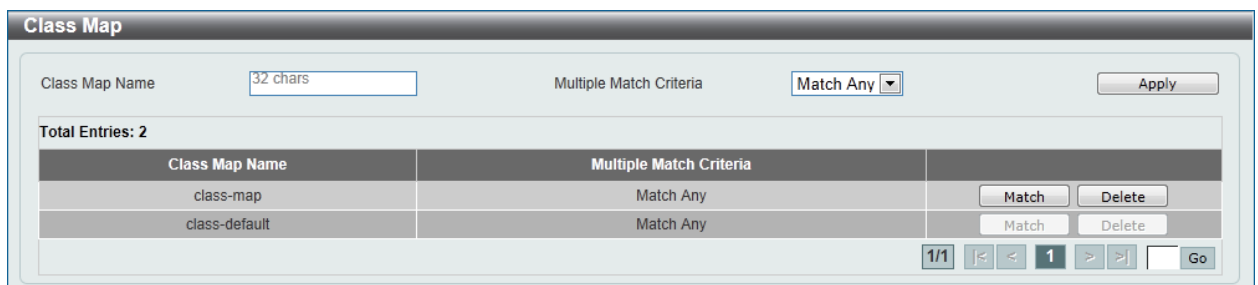 Class Map
Class Map Name 32 chars Multiple Match Criteria Match Any Apply
Total Entries: 2
Class Map Name Multiple Match Criteria
class-map Match Any Match Delete
class-default Match Any Match Delete
1/1 |< < 1 > >| Go